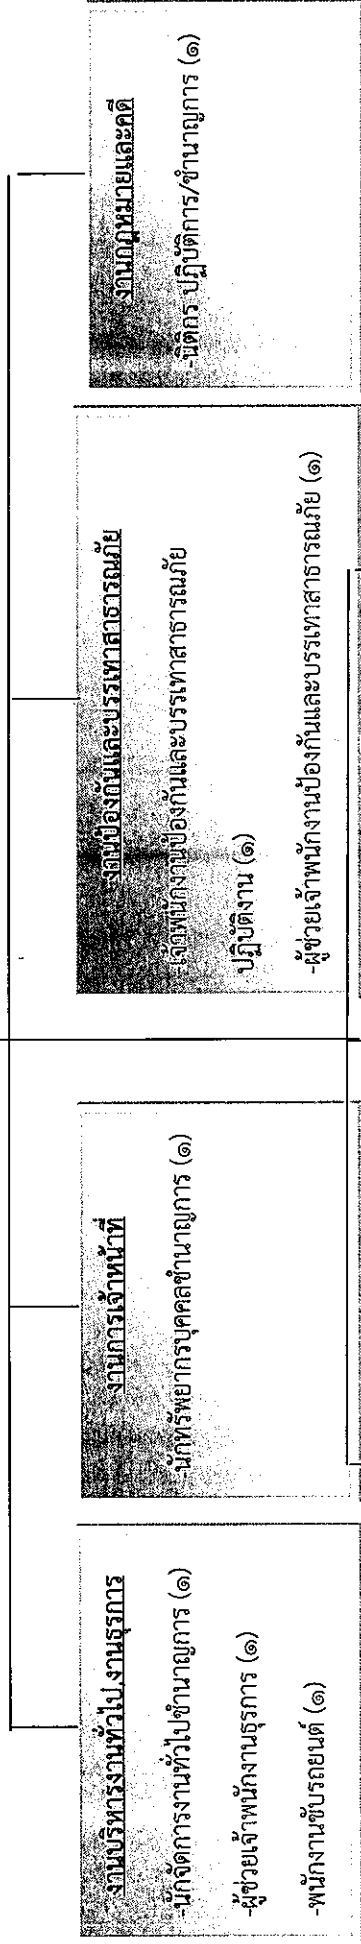 งานบริหารงานทั่วไป,งานธุรการ
-นักจัดการงานทั่วไปชำนาญการ (๑)
-ผู้ช่วยเจ้าพนักงานธุรการ (๑)
-พนักงานขับรถยนต์ (๑)
งานการเจ้าหน้าที่
-นักทรัพยากรบุคคลชำนาญการ (๑)
งานป้องกันและบรรเทาสาธารณภัย
-เจ้าพนักงานป้องกันและบรรเทาสาธารณภัย
ปฏิบัติงาน (๑)
-ผู้ช่วยเจ้าพนักงานป้องกันและบรรเทาสาธารณภัย (๑)
งานกฎหมายและคดี
-นิติกร ปฏิบัติการ/ชำนาญการ (๑)